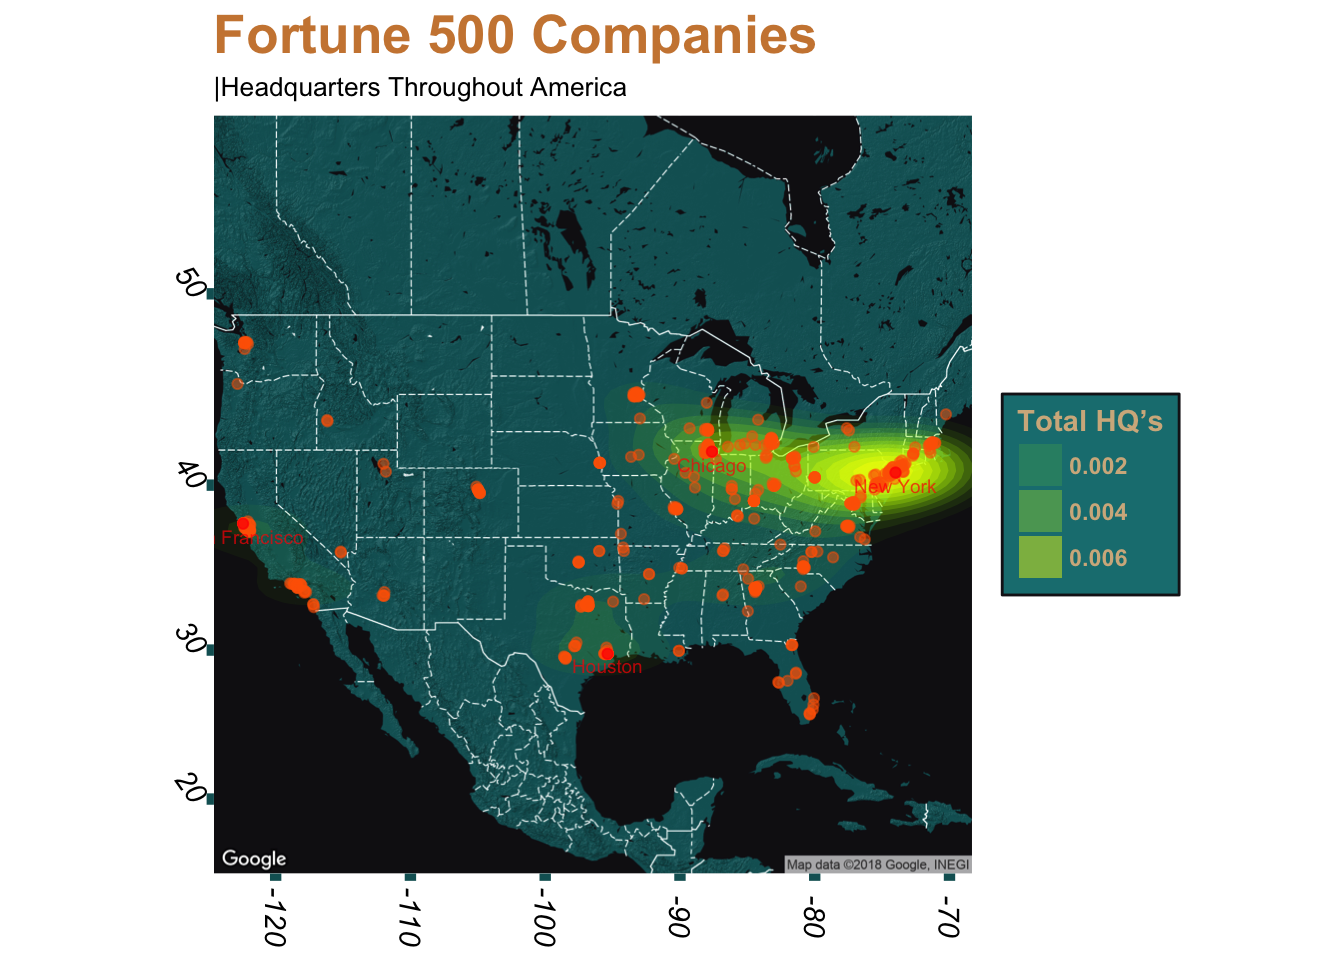 Fortune 500 Companies
|Headquarters Throughout America
50
40
30
20
Chicago
New York
Francisco
Houston
Google
Map data ©2018 Google, INEGI
-120
-110
-100
-90
-80
-70
Total HQ's
0.002
0.004
0.006